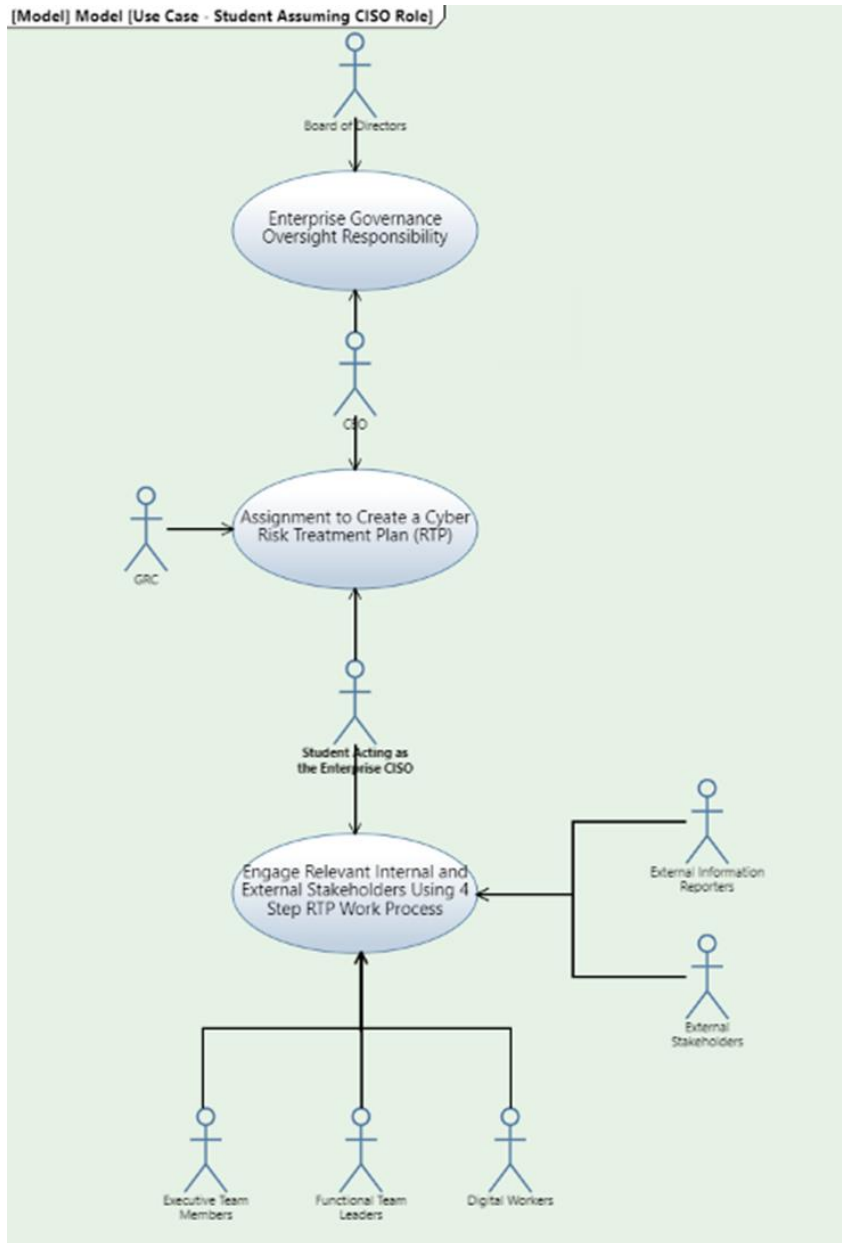 [Model] Model [Use Case - Student Assuming CISO Role]
Board of Directors
Enterprise Governance
Oversight Responsibility
CEO
Assignment to Create a Cyber
Risk Treatment Plan (RTP)
GRC
Student Acting as
the Enterprise CISO
Engage Relevant Internal and
External Stakeholders Using 4
Step RTP Work Process
External Information
Reporters
External
Stakeholders
Executive Team
Members
Functional Team
Leaders
Digital Workers